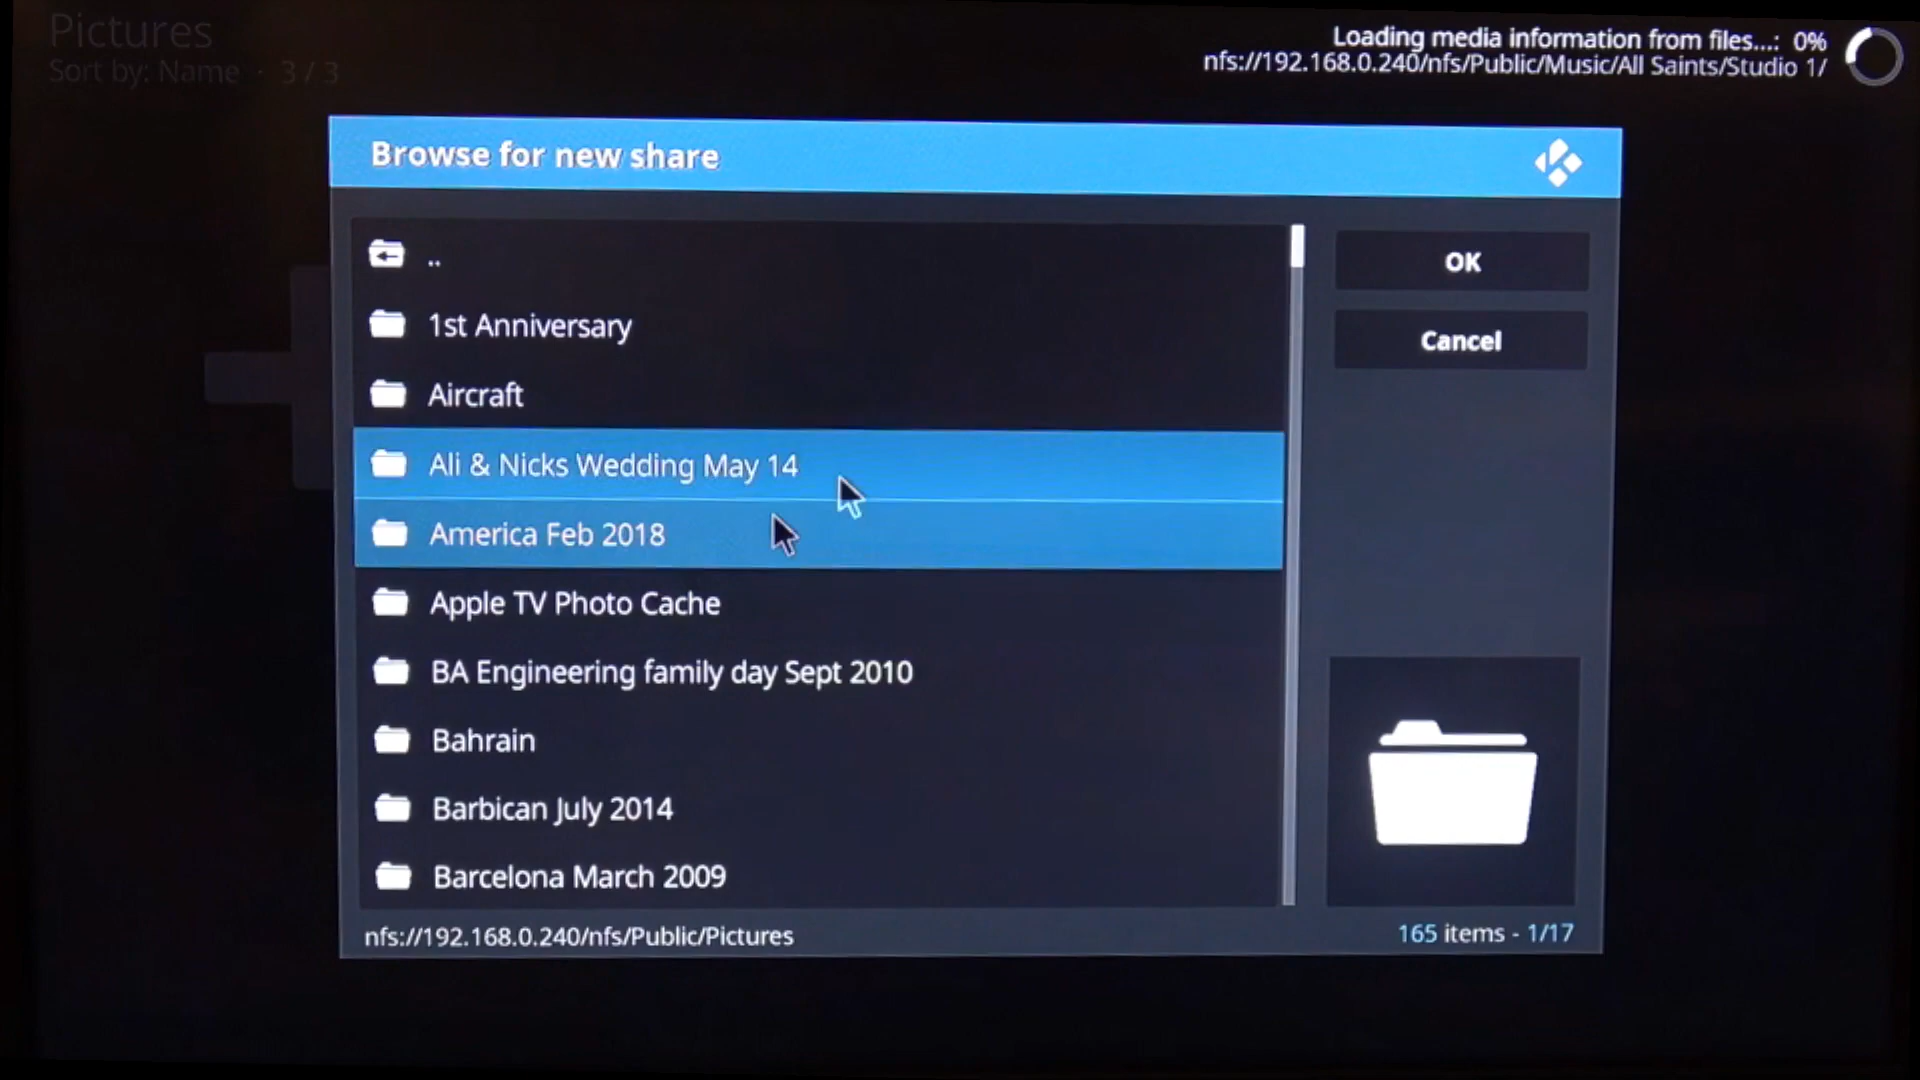 Pictures
Sort by: Name · 3 / 3
Loading media information from files...: 0%
nfs://192.168.0.240/nfs/Public/Music/All Saints/Studio 1/
Browse for new share
..
1st Anniversary
Aircraft
Ali & Nicks Wedding May 14
America Feb 2018
Apple TV Photo Cache
BA Engineering family day Sept 2010
Bahrain
Barbican July 2014
Barcelona March 2009
OK
Cancel
nfs://192.168.0.240/nfs/Public/Pictures
165 items - 1/17